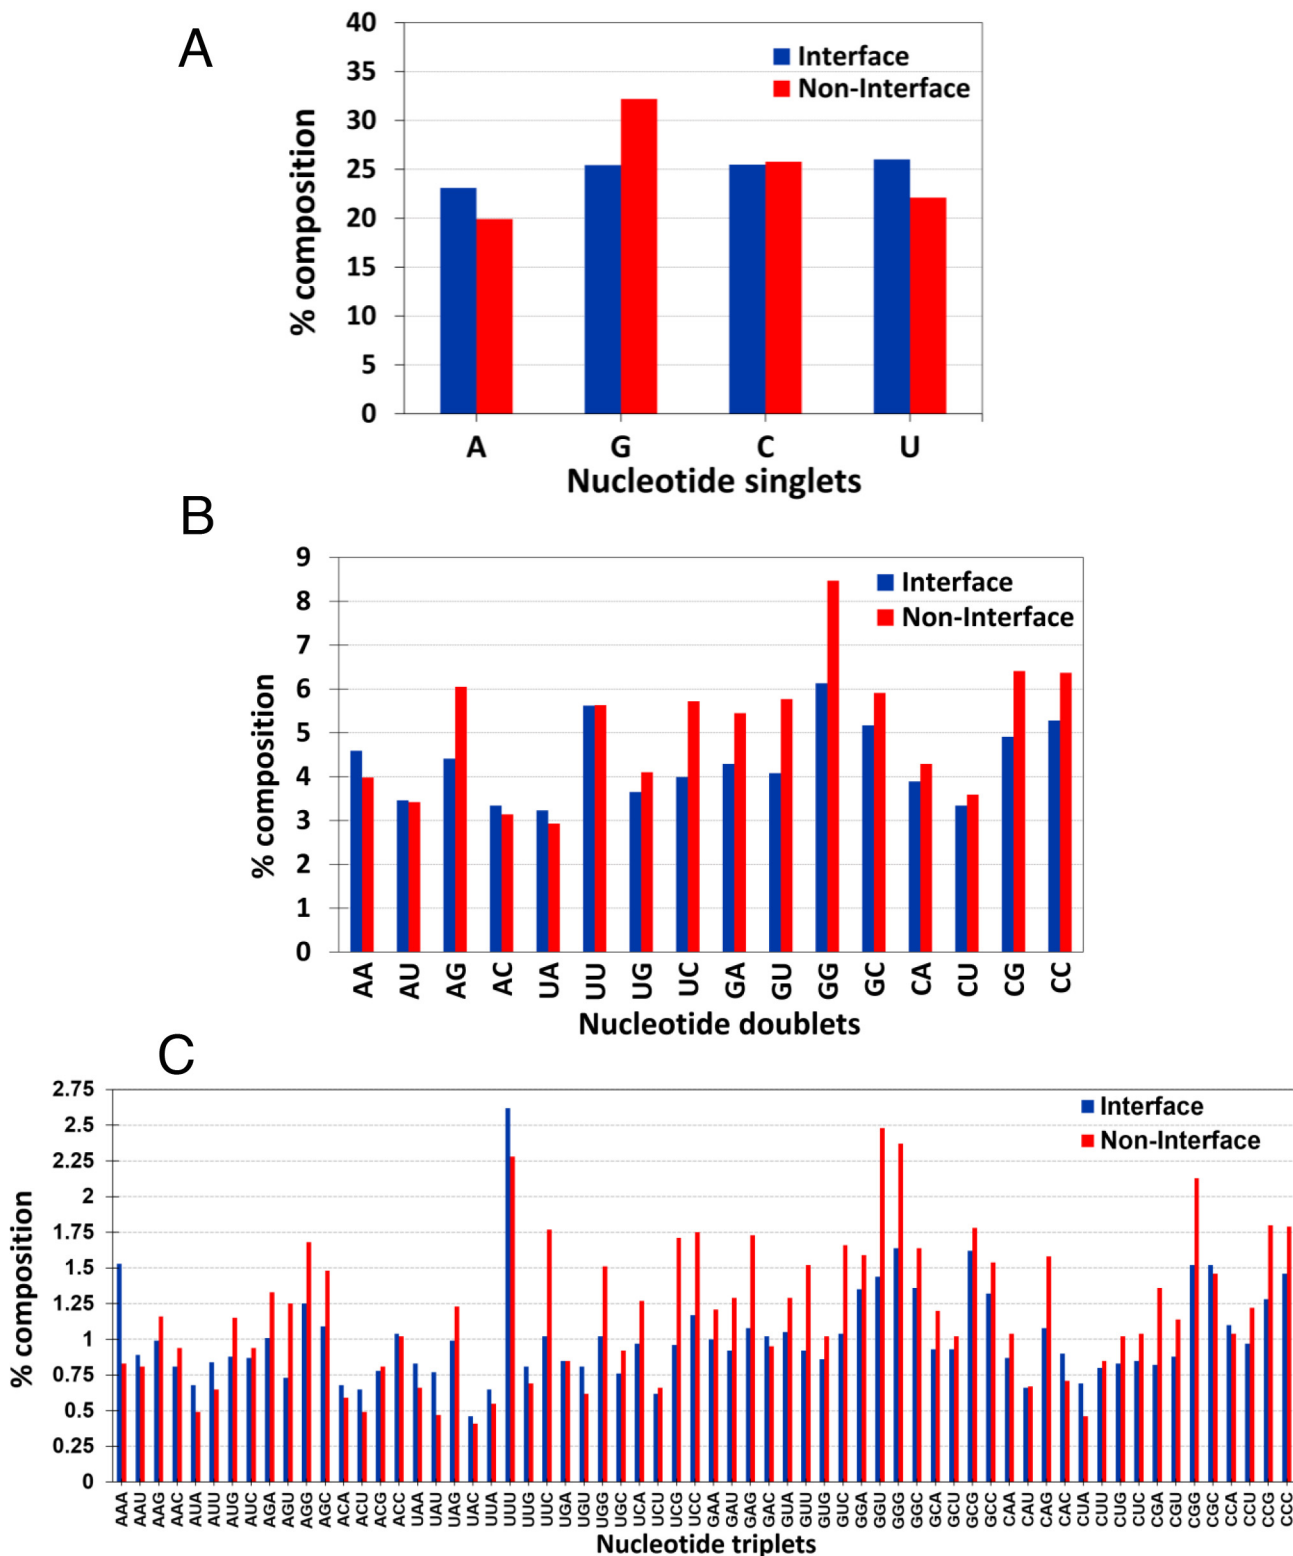 A
40
35
30
25
20
15
10
5
0
% composition
Interface
Non-Interface
A G C U
Nucleotide singlets
B
9
8
7
6
5
4
3
2
1
0
% composition
Interface
Non-Interface
AA AU AG AC UA UU UG UC GA GU GG GC CA CU CG CC
Nucleotide doublets
C
2.75
2.5
2.25
2
1.75
1.5
1.25
1
0.75
0.5
0.25
0
% composition
Interface
Non-Interface
AAA AAU AAG AAC AUA AUU AUG AUC AGA AGU AGG AGC ACA ACU ACG ACC UAA UAU UAG UAC UUA UUU UUG UUC UGA UGU UGG UGC UCA UCU UCG UCC GAA GAU GAG GAC GUA GUU GUG GUC GGA GGU GGG GGC GCA GCU GCG GCC CAA CAU CAG CAC CUA CUU CUG CUC CGA CGU CGG CGC CCA CCU CCG CCC
Nucleotide triplets